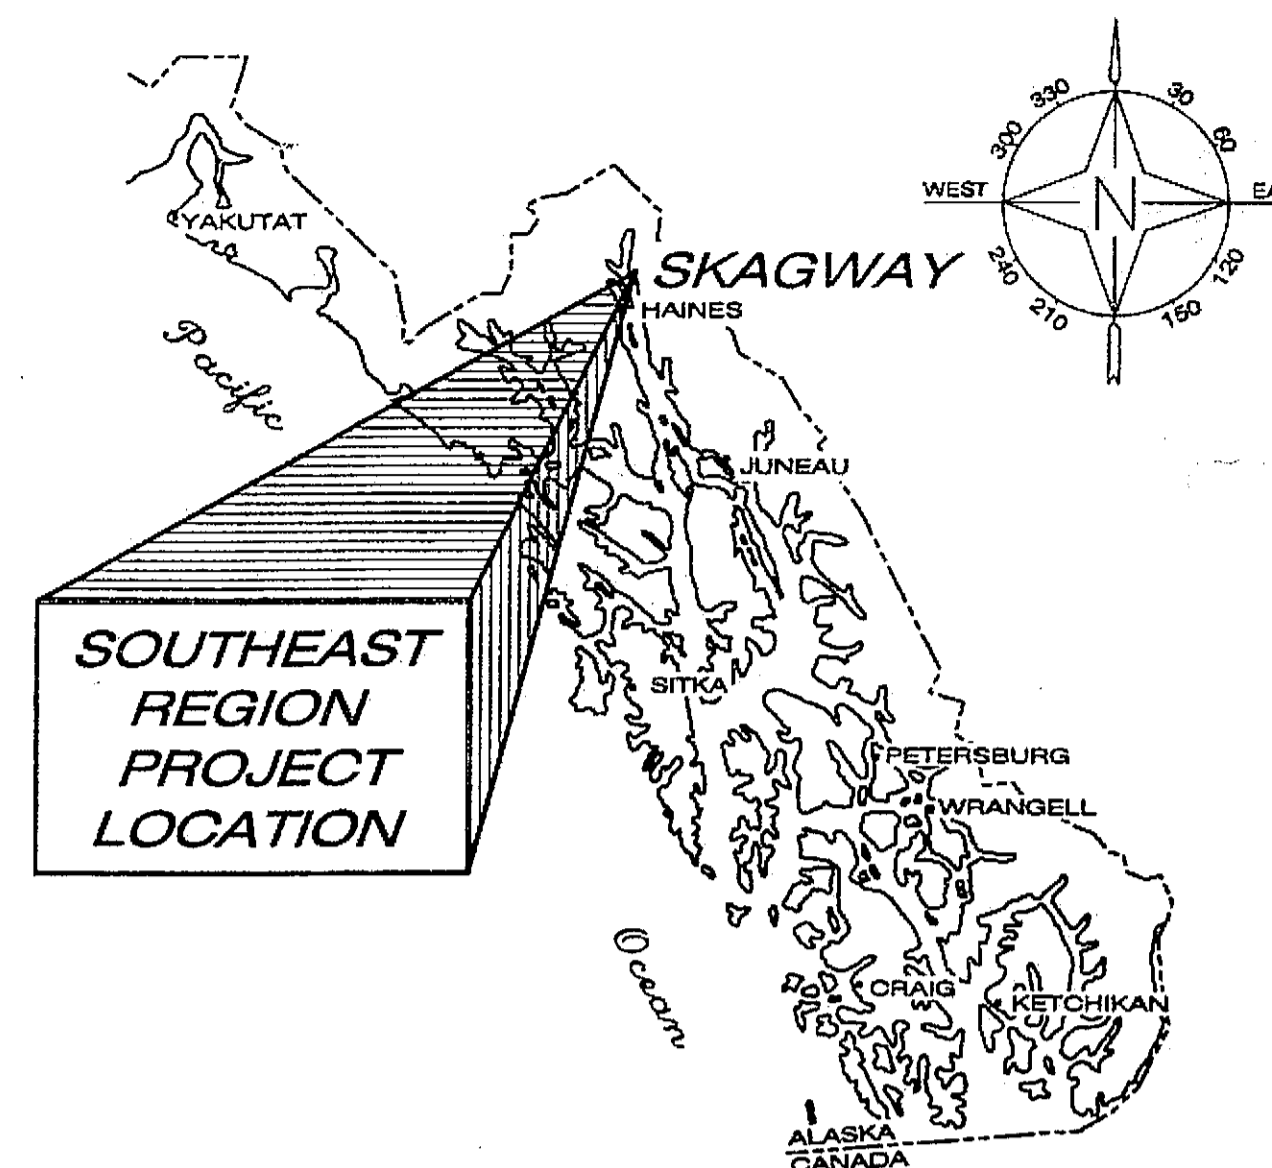 330
30
300
60
WEST
N
EA
240
120
210
150
YAKUTAT
SKAGWAY
HAINES
Pacific
JUNEAU
SOUTHEAST
REGION
PROJECT
LOCATION
SITKA
PETERSBURG
WRANGELL
Ocean
CRAIG
KETCHIKAN
ALASKA
CANADA